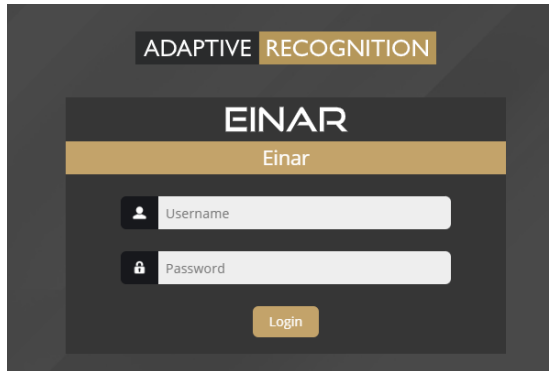 ADAPTIVE RECOGNITION
EINAR
Einar
Username
Password
Login